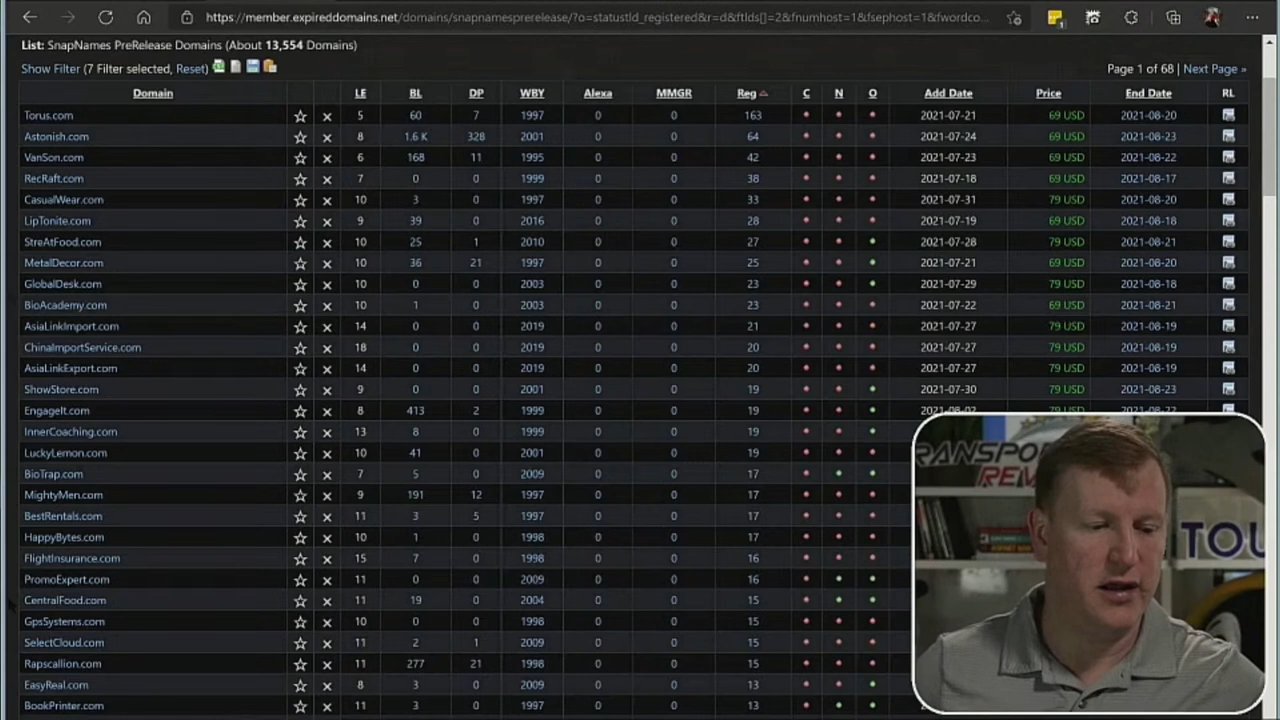 https://member.expireddomains.net/domains/snapnamesprerelease/?o=statustld_registered&r=d&ftlds[]=2&fnumhost=1&fsephost=1&fwordco...
List: SnapNames PreRelease Domains (About 13,554 Domains)
Show Filter (7 Filter selected, Reset)
Page 1 of 68 | Next Page »
Domain LE BL DP WBY Alexa MMGR Reg C N O Add Date Price End Date RL
Torus.com 5 60 7 1997 0 0 163 2021-07-21 69 USD 2021-08-20
Astonish.com 8 1.6 K 328 2001 0 0 64 2021-07-24 69 USD 2021-08-23
VanSon.com 6 168 11 1995 0 0 42 2021-07-23 69 USD 2021-08-22
RecRaft.com 7 0 0 1999 0 0 38 2021-07-18 69 USD 2021-08-17
CasualWear.com 10 3 0 1997 0 0 33 2021-07-31 79 USD 2021-08-20
LipTonite.com 9 39 0 2016 0 0 28 2021-07-19 69 USD 2021-08-18
StreAtFood.com 10 25 1 2010 0 0 27 2021-07-28 79 USD 2021-08-21
MetalDecor.com 10 36 21 1997 0 0 25 2021-07-21 69 USD 2021-08-20
GlobalDesk.com 10 0 0 2003 0 0 23 2021-07-29 79 USD 2021-08-18
BioAcademy.com 10 1 0 2003 0 0 23 2021-07-22 69 USD 2021-08-21
AsiaLinkImport.com 14 0 0 2019 0 0 21 2021-07-27 79 USD 2021-08-19
ChinaImportService.com 18 0 0 2019 0 0 20 2021-07-27 79 USD 2021-08-19
AsiaLinkExport.com 14 0 0 2019 0 0 20 2021-07-27 79 USD 2021-08-19
ShowStore.com 9 0 0 2001 0 0 19 2021-07-30 79 USD 2021-08-23
EngageIt.com 8 413 2 1999 0 0 19 2021-08-02 79 USD 2021-08-22
InnerCoaching.com 13 8 0 1999 0 0 19
LuckyLemon.com 10 41 0 2001 0 0 19
BioTrap.com 7 5 0 2009 0 0 17
MightyMen.com 9 191 12 1997 0 0 17
BestRentals.com 11 3 5 1997 0 0 17
HappyBytes.com 10 1 0 1998 0 0 17
FlightInsurance.com 15 7 0 1998 0 0 16
PromoExpert.com 11 0 0 2009 0 0 16
CentralFood.com 11 19 0 2004 0 0 15
GpsSystems.com 10 0 0 1998 0 0 15
SelectCloud.com 11 2 1 2009 0 0 15
Rapscallion.com 11 277 21 1998 0 0 15
EasyReal.com 8 3 0 2009 0 0 13
BookPrinter.com 11 3 0 1997 0 0 13
TOU